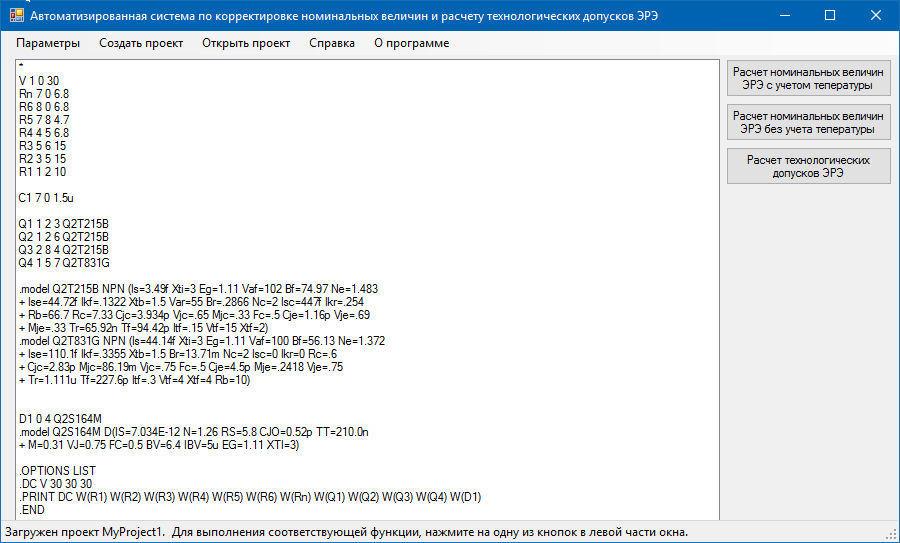 Автоматизированная система по корректировке номинальных величин и расчету технологических допусков ЭРЭ
Параметры Создать проект Открыть проект Справка О программе
*
V 1 0 30
Rn 7 0 6.8
R6 8 0 6.8
R5 7 8 4.7
R4 4 5 6.8
R3 5 6 15
R2 3 5 15
R1 1 2 10
C1 7 0 1.5u
Q1 1 2 3 Q2T215B
Q2 1 2 6 Q2T215B
Q3 2 8 4 Q2T215B
Q4 1 5 7 Q2T831G
.model Q2T215B NPN (Is=3.49f Xti=3 Eg=1.11 Vaf=102 Bf=74.97 Ne=1.483
+ Ise=44.72f Ikf=.1322 Xtb=1.5 Var=55 Br=.2866 Nc=2 Isc=447f Ikr=.254
+ Rb=66.7 Rc=7.33 Cjc=3.934p Vjc=.65 Mjc=.33 Fc=.5 Cje=1.16p Vje=.69
+ Mje=.33 Tr=65.92n Tf=94.42p Itf=.15 Vtf=15 Xtf=2)
.model Q2T831G NPN (Is=44.14f Xti=3 Eg=1.11 Vaf=100 Bf=56.13 Ne=1.372
+ Ise=110.1f Ikf=.3355 Xtb=1.5 Br=13.71m Nc=2 Isc=0 Ikr=0 Rc=.6
+ Cjc=2.83p Mjc=86.19m Vjc=.75 Fc=.5 Cje=4.5p Mje=.2418 Vje=.75
+ Tr=1.111u Tf=227.6p Itf=.3 Vtf=4 Xtf=4 Rb=10)
D1 0 4 Q2S164M
.model Q2S164M D(IS=7.034E-12 N=1.26 RS=5.8 CJO=0.52p TT=210.0n
+ M=0.31 VJ=0.75 FC=0.5 BV=6.4 IBV=5u EG=1.11 XTI=3)
.OPTIONS LIST
.DC V 30 30 30
.PRINT DC W(R1) W(R2) W(R3) W(R4) W(R5) W(R6) W(Rn) W(Q1) W(Q2) W(Q3) W(Q4) W(D1)
.END
Расчет номинальных величин
ЭРЭ с учетом тепературы
Расчет номинальных величин
ЭРЭ без учета тепературы
Расчет технологических
допусков ЭРЭ
Загружен проект MyProject1. Для выполнения соответствующей функции, нажмите на одну из кнопок в левой части окна.